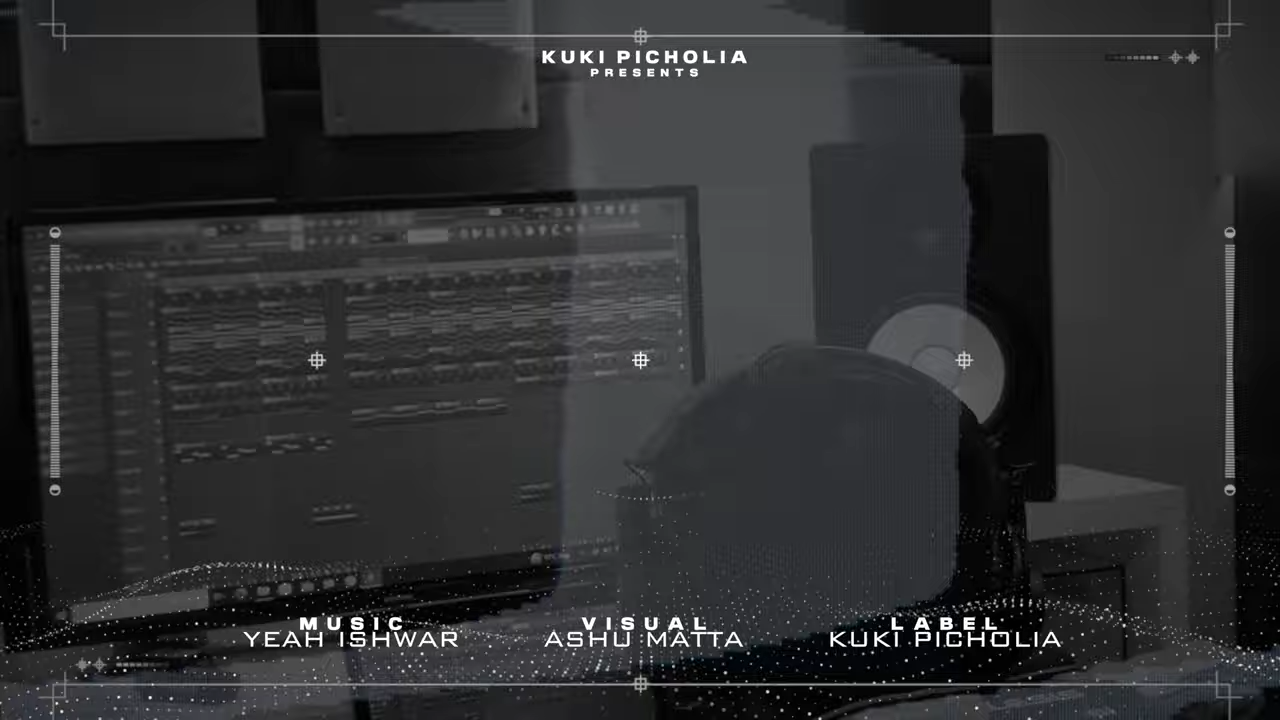 KUKI PICHOLIA
PRESENTS
MUSIC
YEAH ISHWAR
VISUAL
ASHU MATTA
LABEL
KUKI PICHOLIA